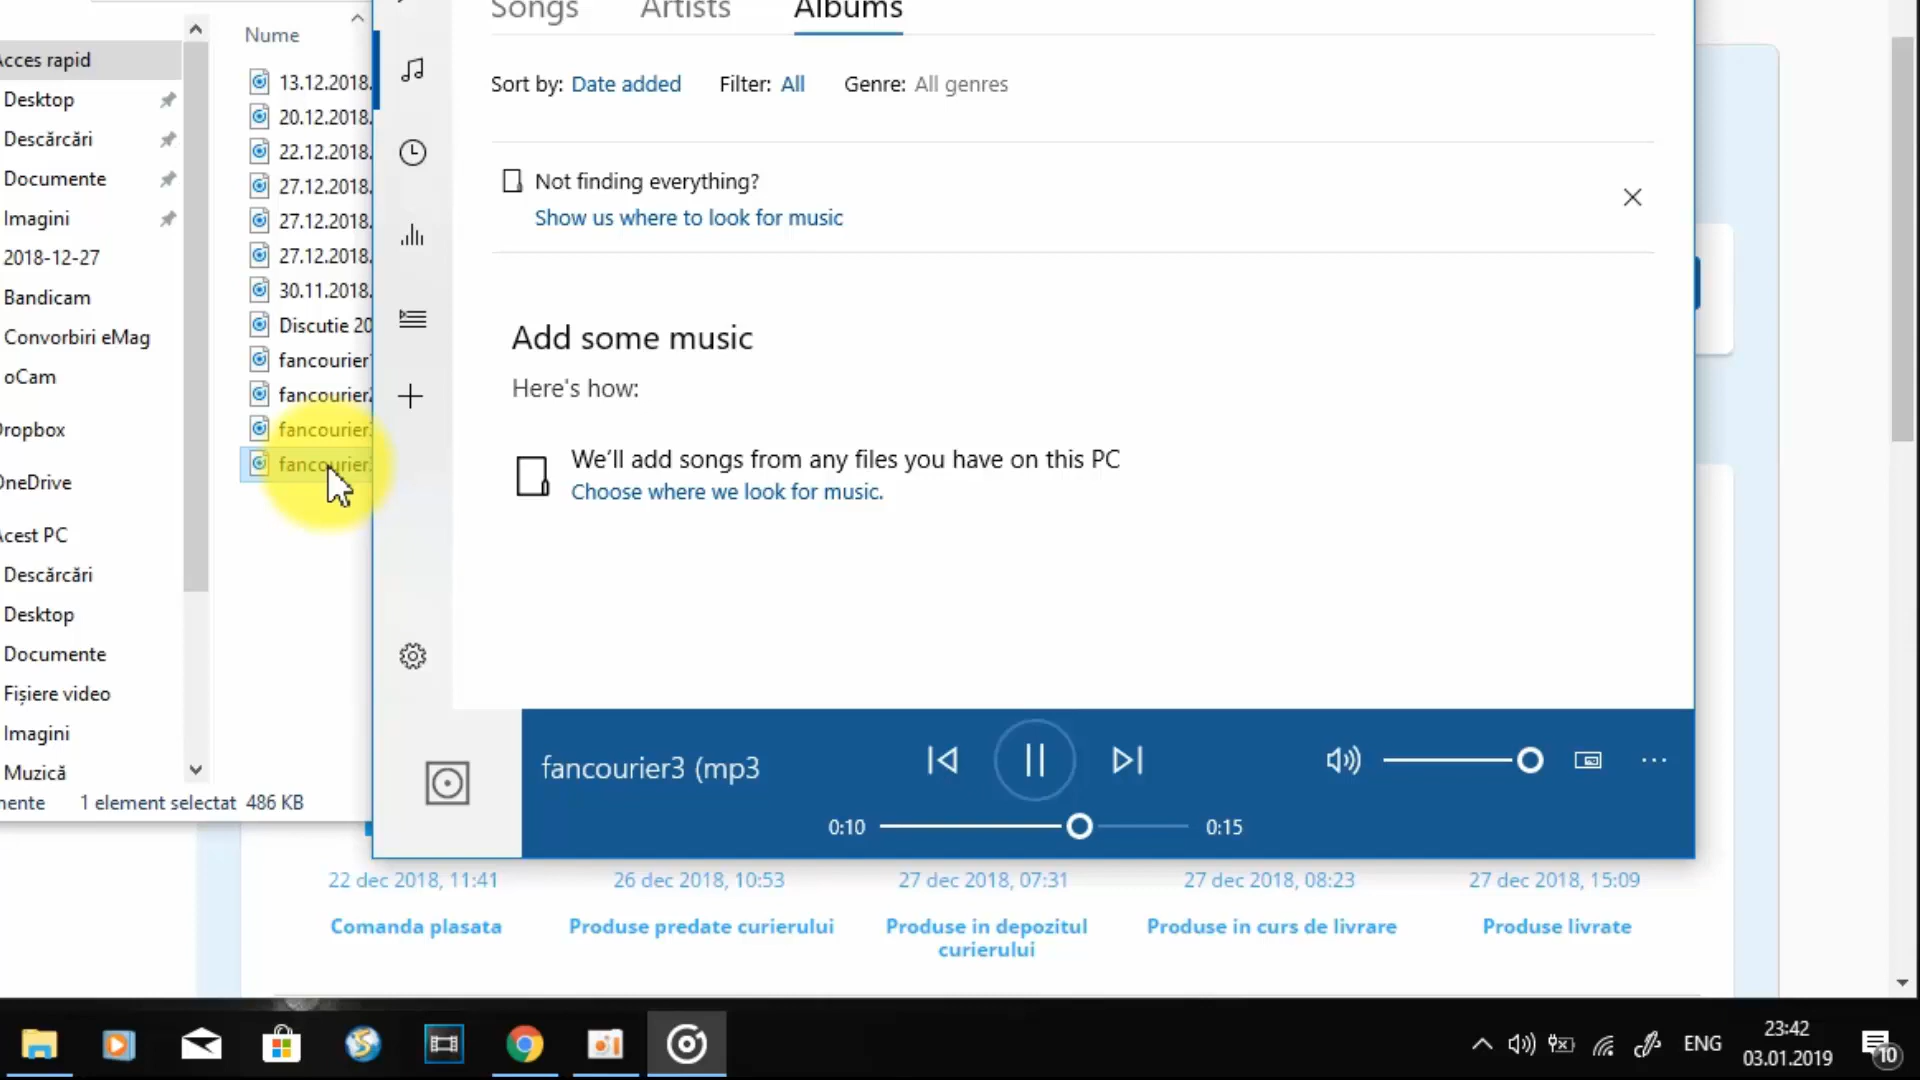 Acces rapid
Desktop
Descărcări
Documente
Imagini
2018-12-27
Bandicam
Convorbiri eMag
oCam
Dropbox
OneDrive
Acest PC
Descărcări
Desktop
Documente
Fișiere video
Imagini
Muzică
1 element selectat 486 KB
Nume
13.12.2018.
20.12.2018.
22.12.2018.
27.12.2018.
27.12.2018.
27.12.2018.
30.11.2018.
Discutie 20
fancourier
fancourier2
fancourier
fancourier
Songs Artists Albums
Sort by: Date added Filter: All Genre: All genres
Not finding everything?
Show us where to look for music
Add some music
Here's how:
We’ll add songs from any files you have on this PC
Choose where we look for music.
fancourier3 (mp3
0:10 0:15
22 dec 2018, 11:41
Comanda plasata
26 dec 2018, 10:53
Produse predate curierului
27 dec 2018, 07:31
Produse in depozitul
curierului
27 dec 2018, 08:23
Produse in curs de livrare
27 dec 2018, 15:09
Produse livrate
ENG
23:42
03.01.2019
10